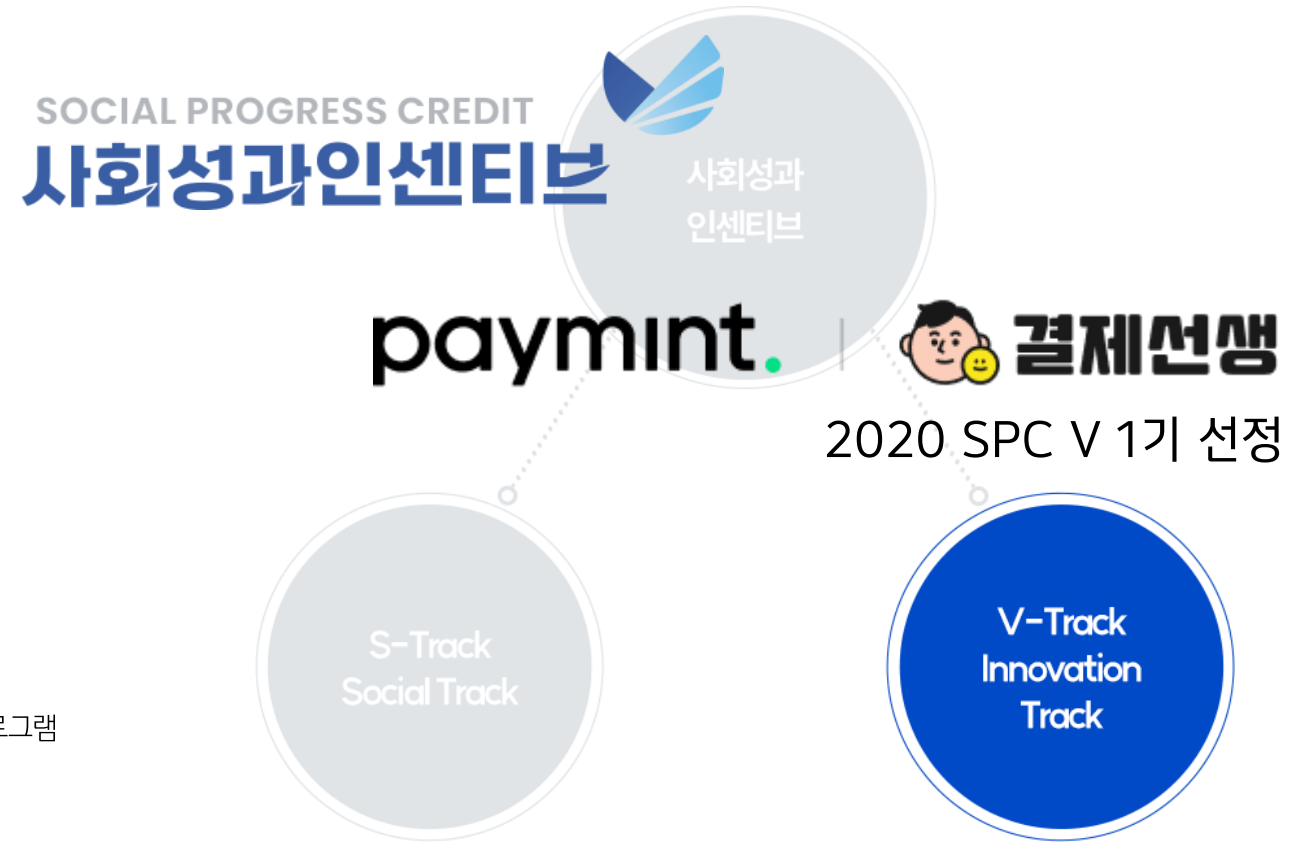 SOCIAL PROGRESS CREDIT
사회성과인센티브
사회성과
인센티브
paymint.
결제선생
2020 SPC V 1기 선정
S-Track
Social Track
V-Track
Innovation
Track
그램